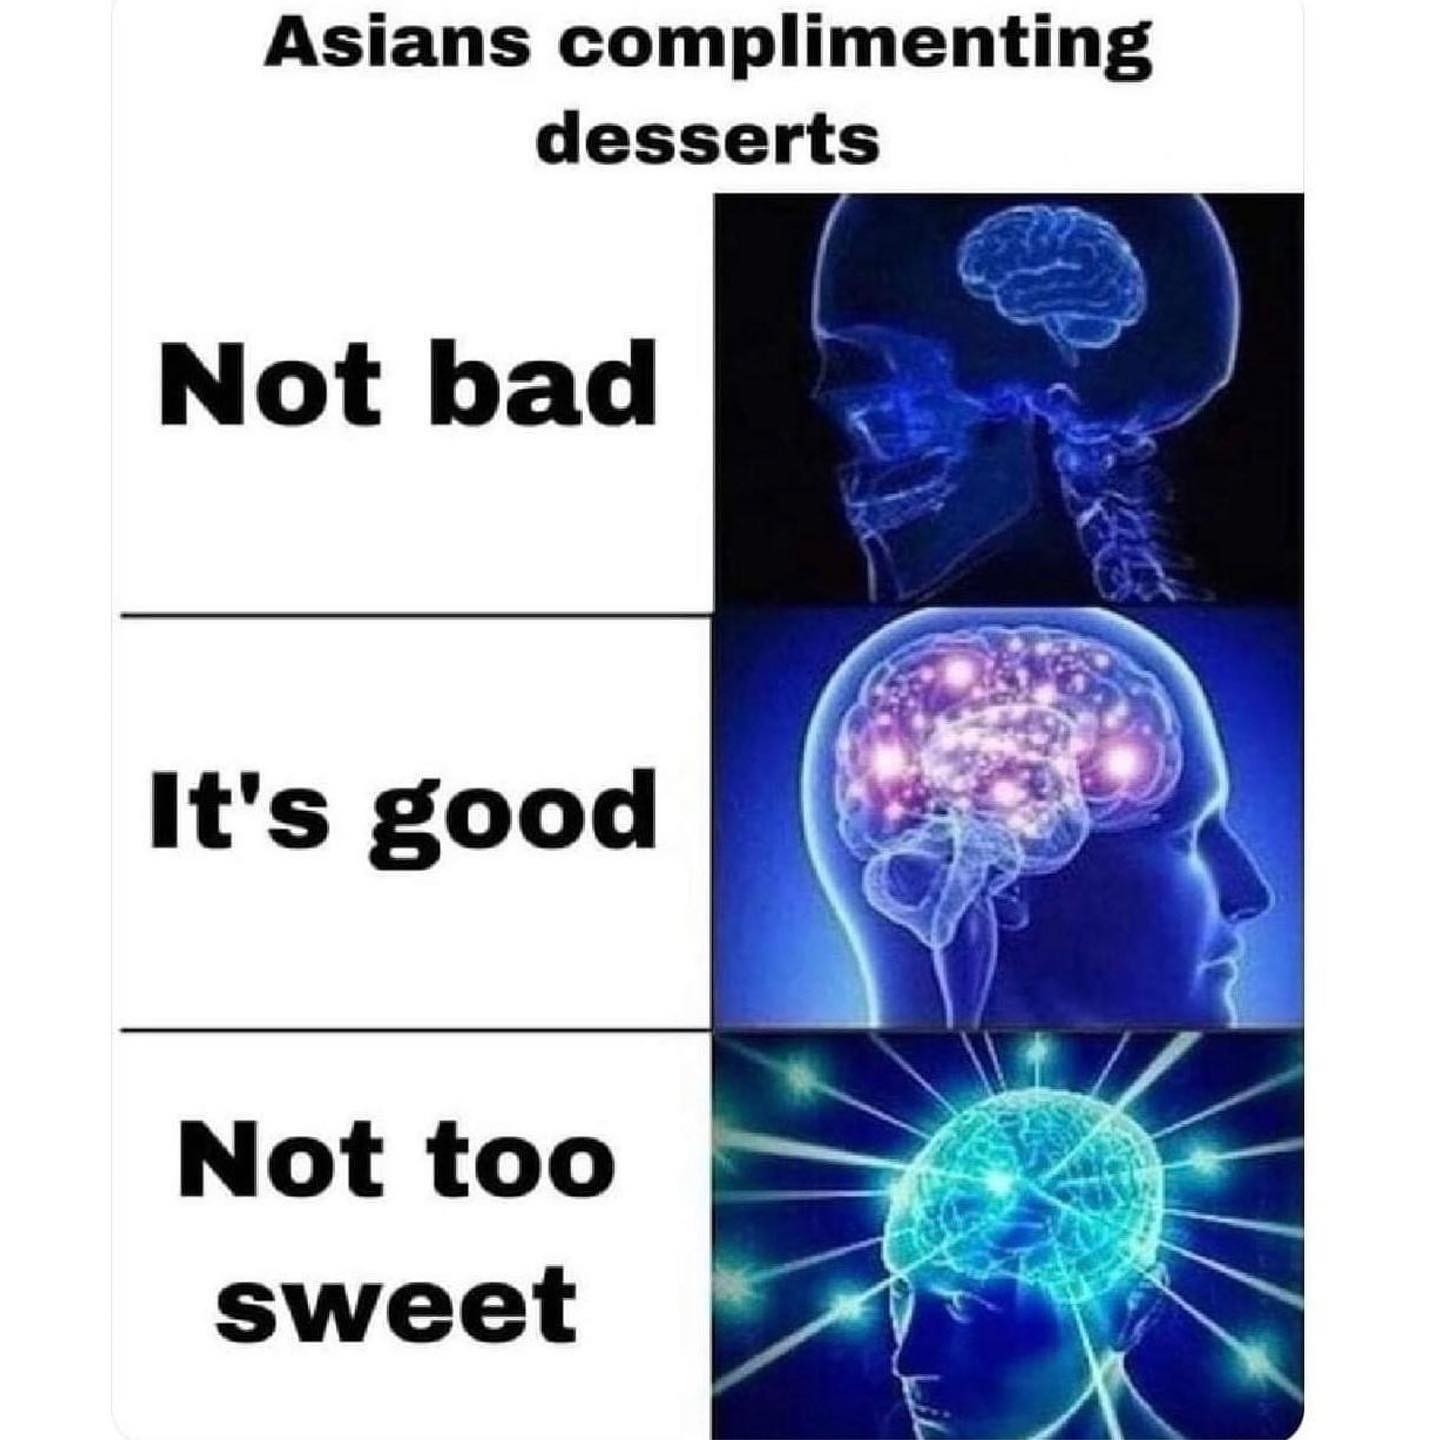 Asians complimenting
desserts
Not bad
It's good
Not too
sweet